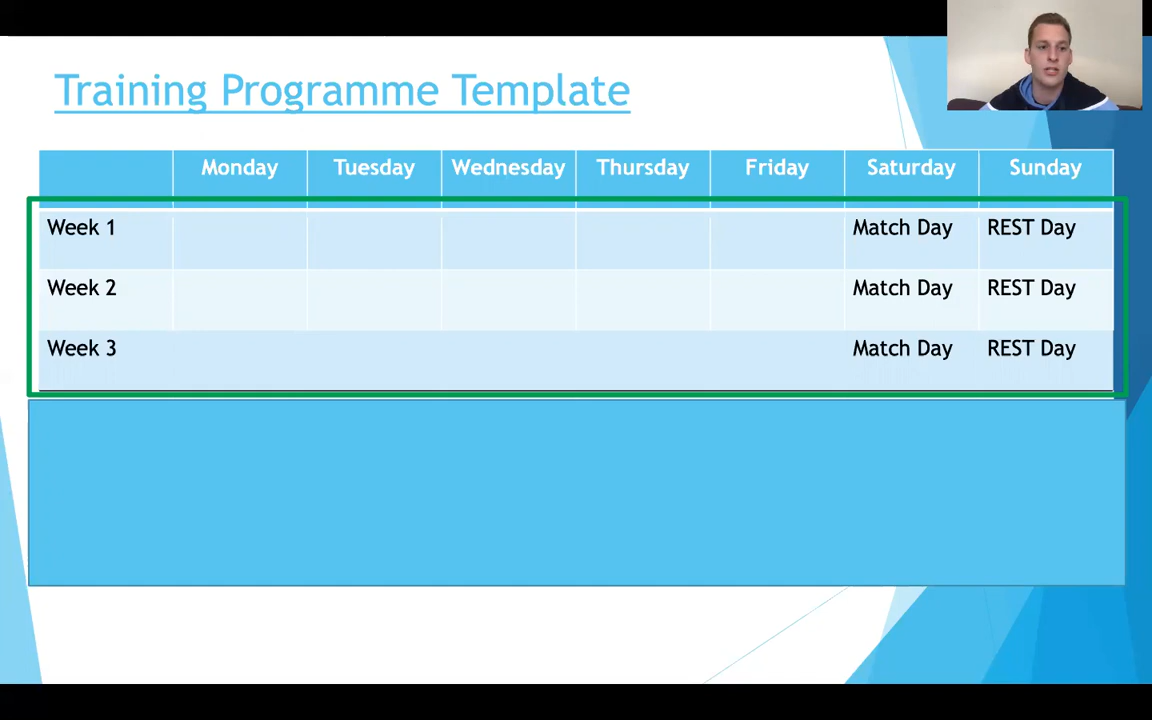 Training Programme Template
Monday Tuesday Wednesday Thursday Friday Saturday Sunday
Week 1 Match Day REST Day
Week 2 Match Day REST Day
Week 3 Match Day REST Day